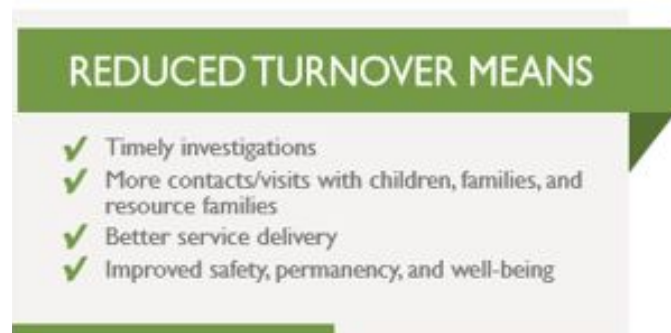 REDUCED TURNOVER MEANS
✔ Timely investigations
✔ More contacts/visits with children, families, and
resource families
✔ Better service delivery
✔ Improved safety, permanency, and well-being